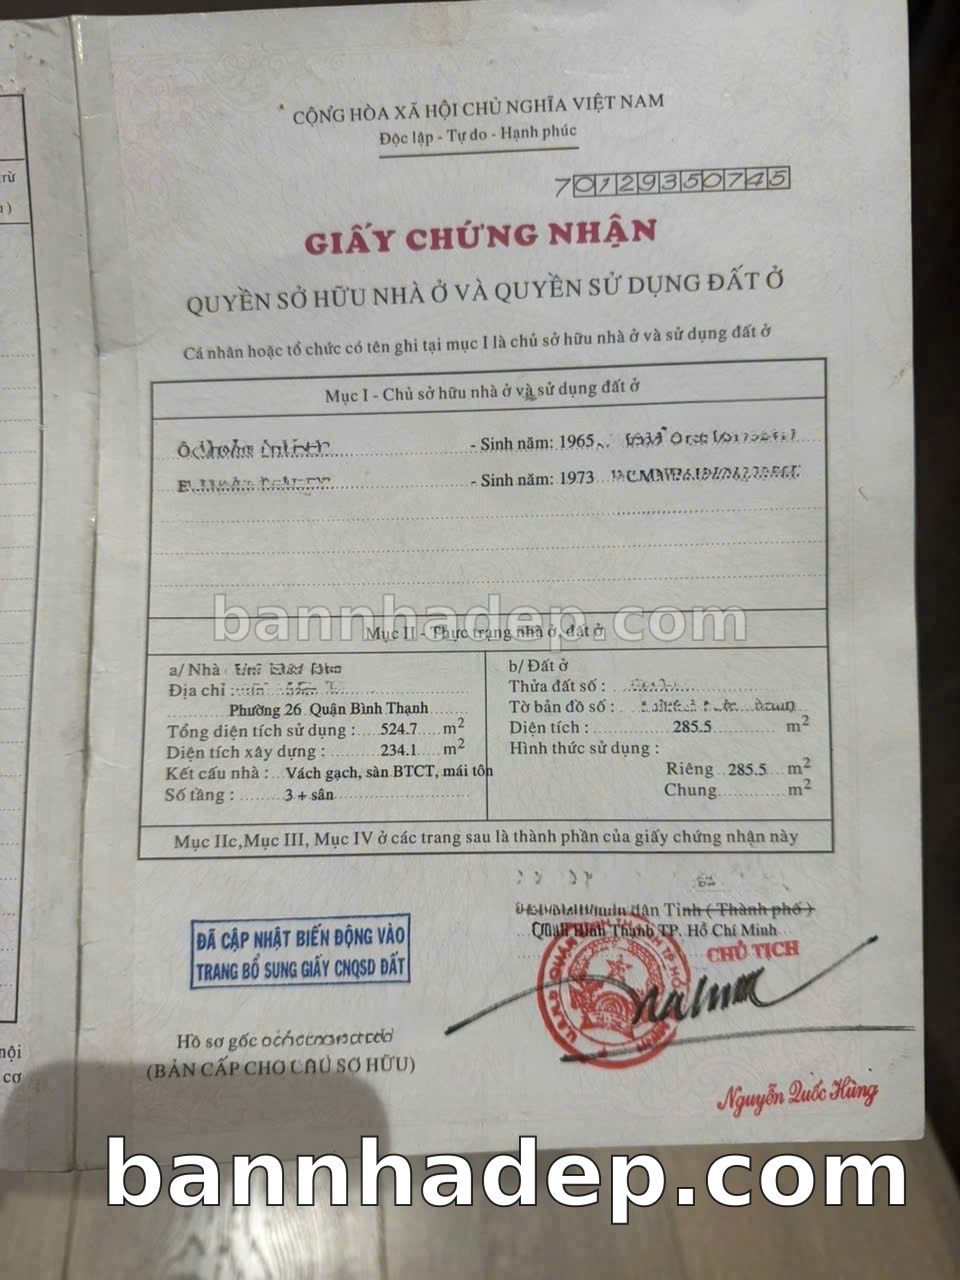 rừ
CỘNG HÒA XÃ HỘI CHỦ NGHĨA VIỆT NAM
Độc lập - Tự do - Hạnh phúc
70129350745
GIẤY CHỨNG NHẬN
QUYỀN SỞ HỮU NHÀ Ở VÀ QUYỀN SỬ DỤNG ĐẤT Ở
Cá nhân hoặc tổ chức có tên ghi tại mục I là chủ sở hữu nhà ở và sử dụng đất ở
Mục I - Chủ sở hữu nhà ở và sử dụng đất ở
- Sinh năm: 1965
- Sinh năm: 1973
bannhadep.com
Mục II - Thực trạng nhà ở, đất ở
a/ Nhà
Địa chỉ :
Phường 26 Quận Bình Thạnh
Tổng diện tích sử dụng : 524.7 m2
Diện tích xây dựng : 234.1 m2
Kết cấu nhà : Vách gạch, sàn BTCT, mái tôn
Số tầng : 3 + sân
b/ Đất ở
Thửa đất số :
Tờ bản đồ số :
Diện tích : 285.5 m2
Hình thức sử dụng :
Riêng 285.5 m2
Chung m2
Mục IIc,Mục III, Mục IV ở các trang sau là thành phần của giấy chứng nhận này
dân Tỉnh ( Thành phố )
Quận Bình Thạnh TP. Hồ Chí Minh
CHỦ TỊCH
ĐÃ CẬP NHẬT BIẾN ĐỘNG VÀO
TRANG BỔ SUNG GIẤY CNQSD ĐẤT
Hồ sơ gốc
(BẢN CẤP CHO CHỦ SỞ HỮU)
nội
cơ
Nguyễn Quốc Hùng
bannhadep.com